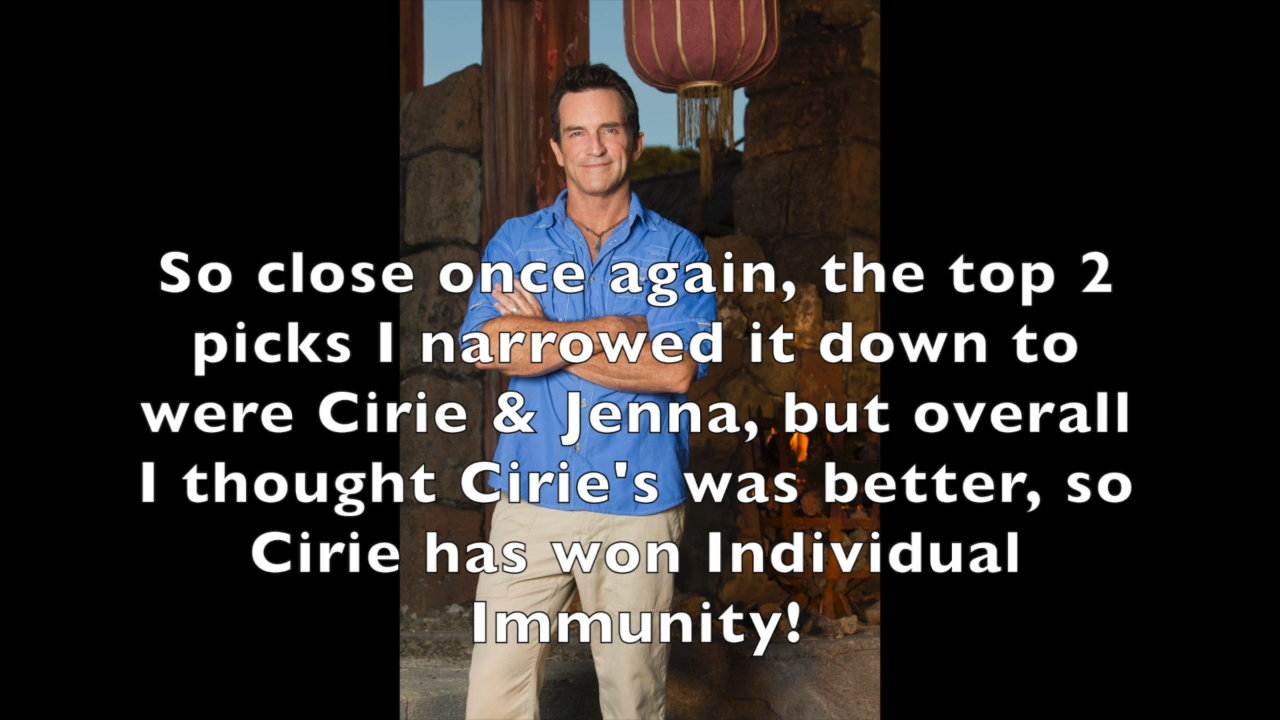 So close once again, the top 2
picks I narrowed it down to
were Cirie & Jenna, but overall
I thought Cirie's was better, so
Cirie has won Individual
Immunity!